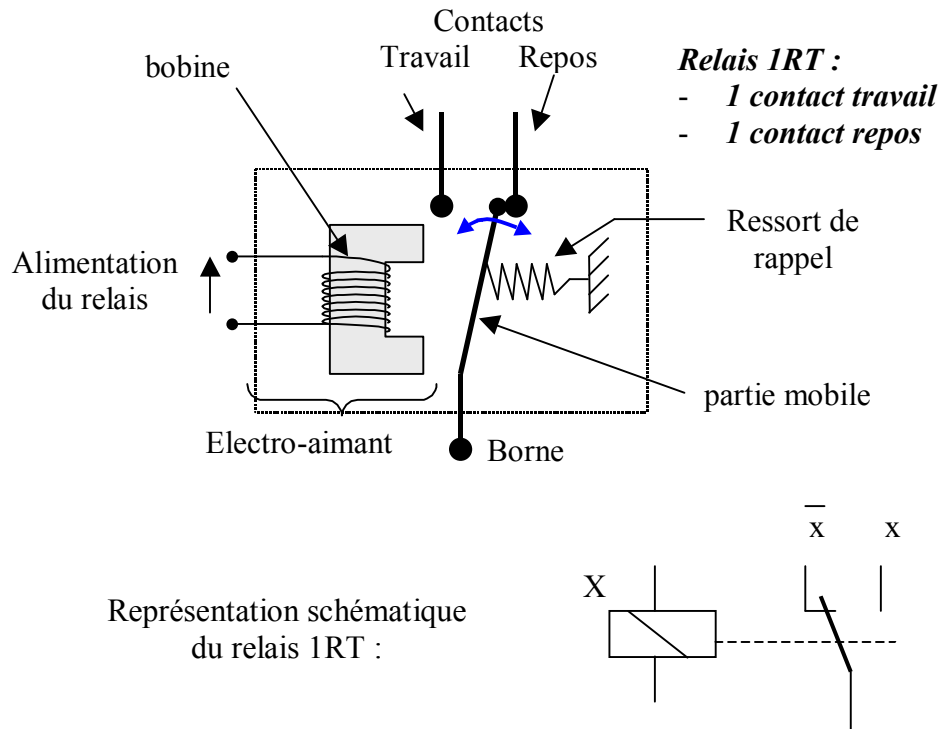 Contacts
Travail Repos
bobine
Relais 1RT :
- 1 contact travail
- 1 contact repos
Ressort de
rappel
Alimentation
du relais
partie mobile
Electro-aimant
Borne
x̅ x
X
Représentation schématique
du relais 1RT :